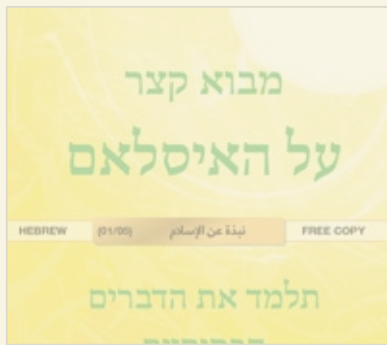 מבוא קצר
על האיסלאם
HEBREW (01/05) نبذة عن الإسلام FREE COPY
תלמד את הדברים